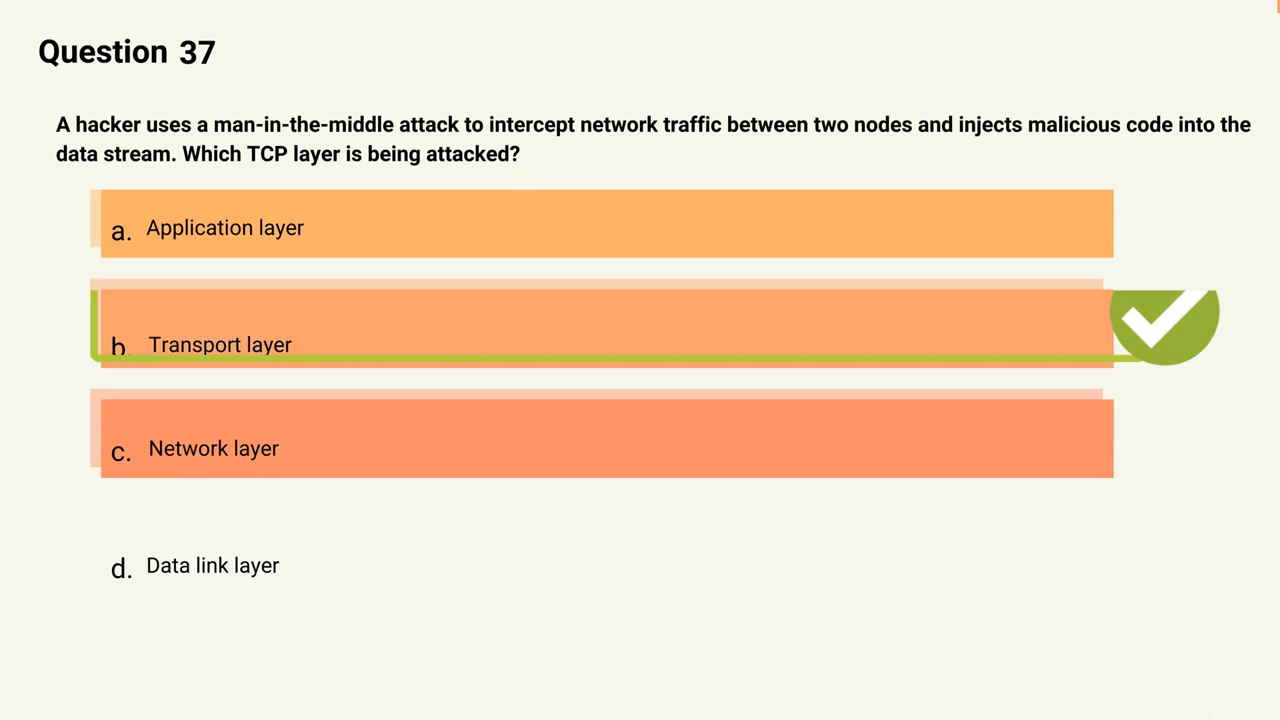 Question 37
A hacker uses a man-in-the-middle attack to intercept network traffic between two nodes and injects malicious code into the
data stream. Which TCP layer is being attacked?
a. Application layer
b. Transport layer
c. Network layer
d. Data link layer